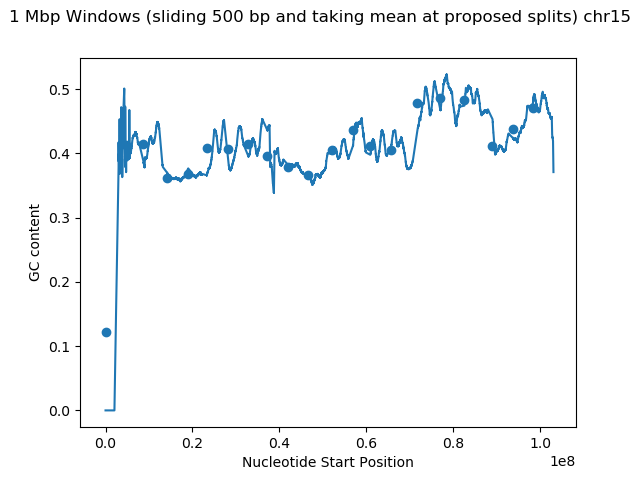 1 Mbp Windows (sliding 500 bp and taking mean at proposed splits) chr15
0.5
0.4
0.3
0.2
0.1
0.0
GC content
0.0 0.2 0.4 0.6 0.8 1.0
1e8
Nucleotide Start Position